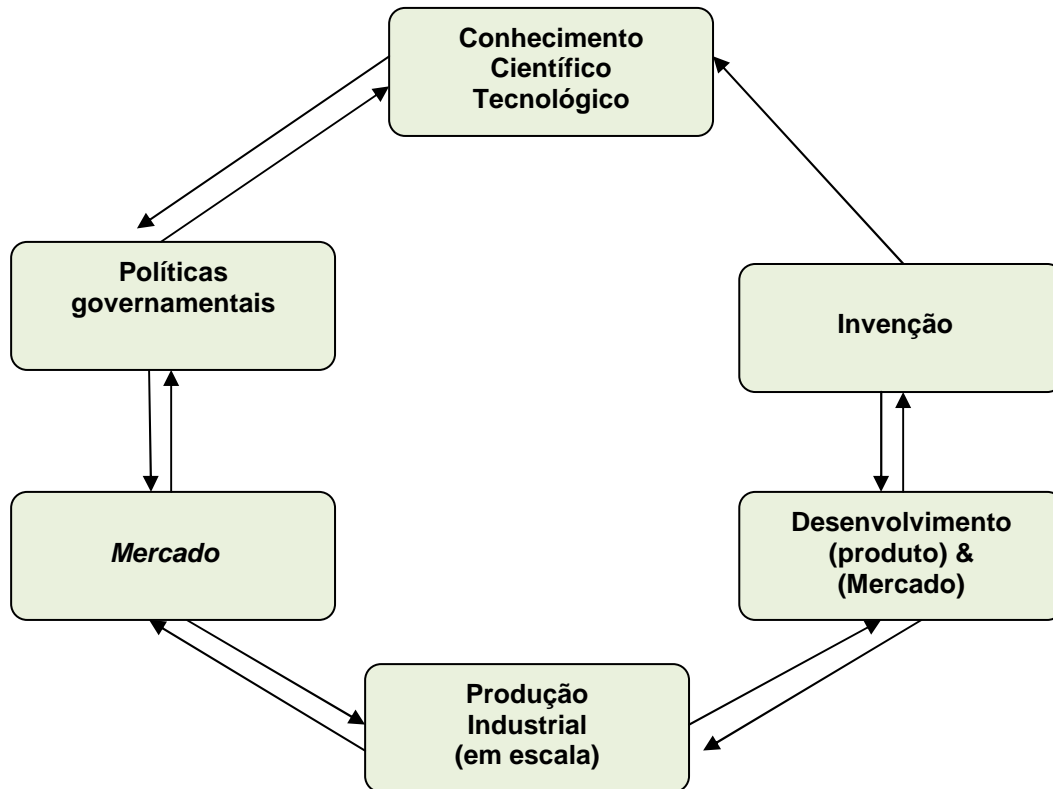 Conhecimento
Científico
Tecnológico
Políticas
governamentais
Invenção
Mercado
Desenvolvimento
(produto) &
(Mercado)
Produção
Industrial
(em escala)